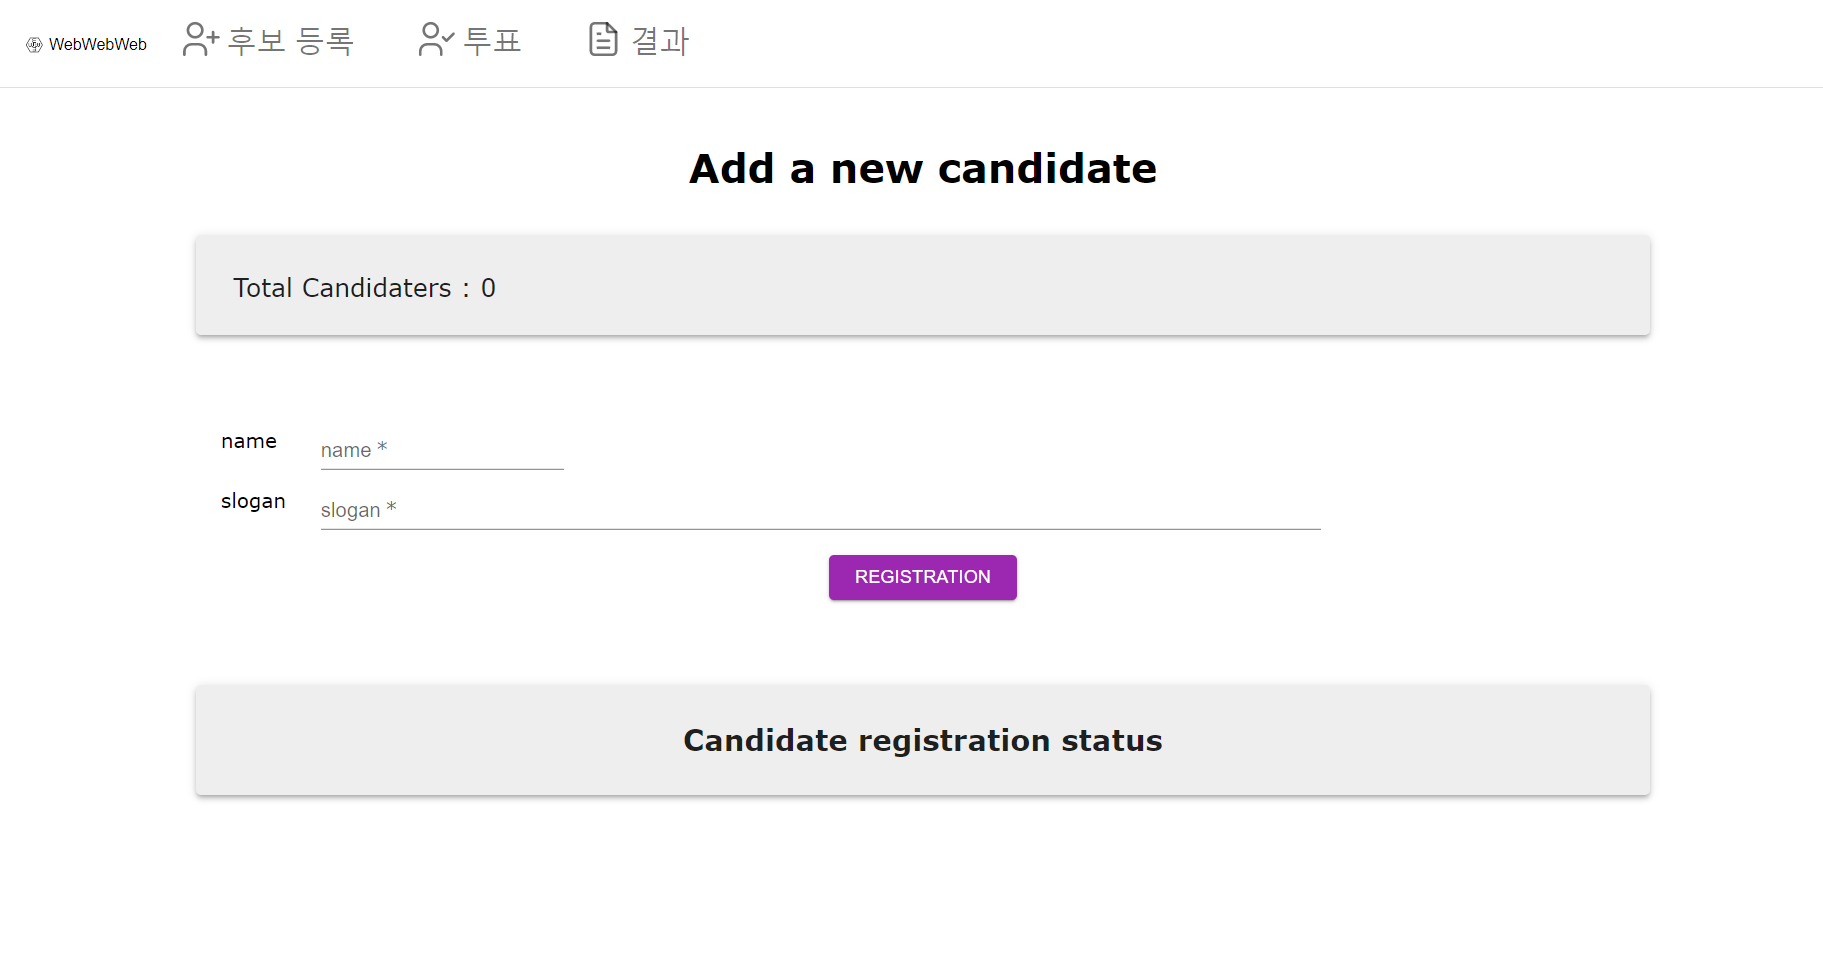 WebWebWeb 후보 등록 투표 결과
Add a new candidate
Total Candidaters : 0
name name *
slogan slogan *
REGISTRATION
Candidate registration status